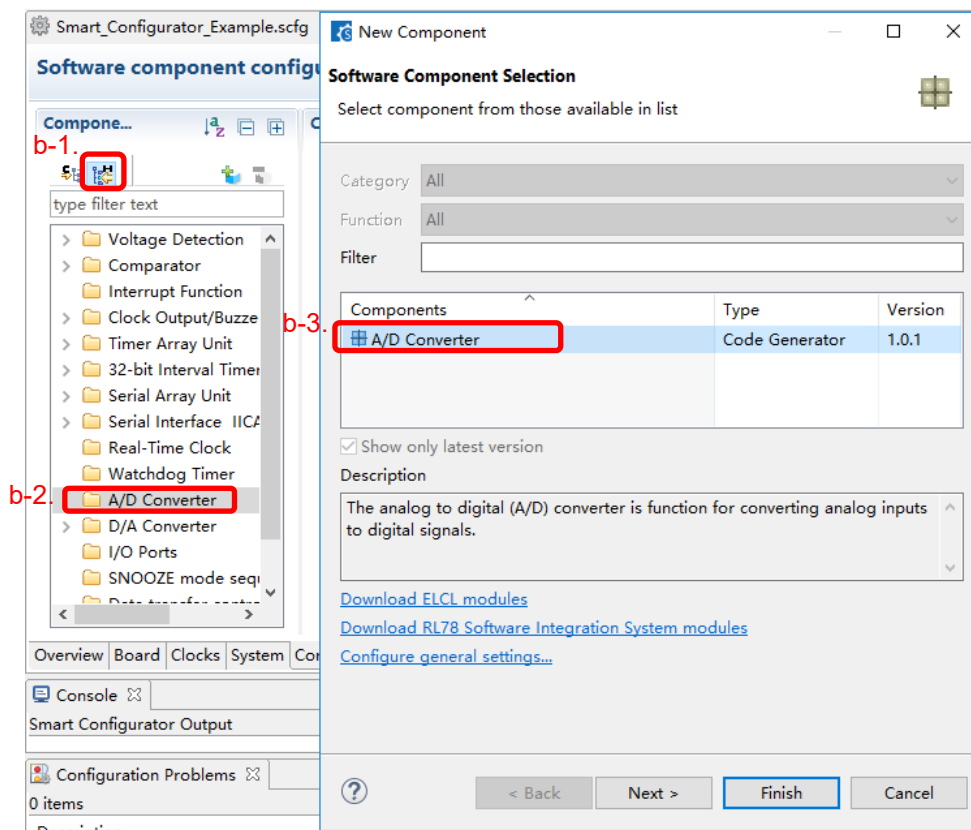 Smart_Configurator_Example.scfg
Software component config
Compone...
b-1.
type filter text
Voltage Detection
Comparator
Interrupt Function
Clock Output/Buzze
Timer Array Unit
32-bit Interval Timer
Serial Array Unit
Serial Interface IICA
Real-Time Clock
Watchdog Timer
b-2.
A/D Converter
D/A Converter
I/O Ports
SNOOZE mode sequ
Overview Board Clocks System Cor
Console
Smart Configurator Output
Configuration Problems
0 items
New Component
Software Component Selection
Select component from those available in list
Category All
Function All
Filter
Components Type Version
b-3.
A/D Converter Code Generator 1.0.1
Show only latest version
Description
The analog to digital (A/D) converter is function for converting analog inputs
to digital signals.
Download ELCL modules
Download RL78 Software Integration System modules
Configure general settings...
< Back Next > Finish Cancel